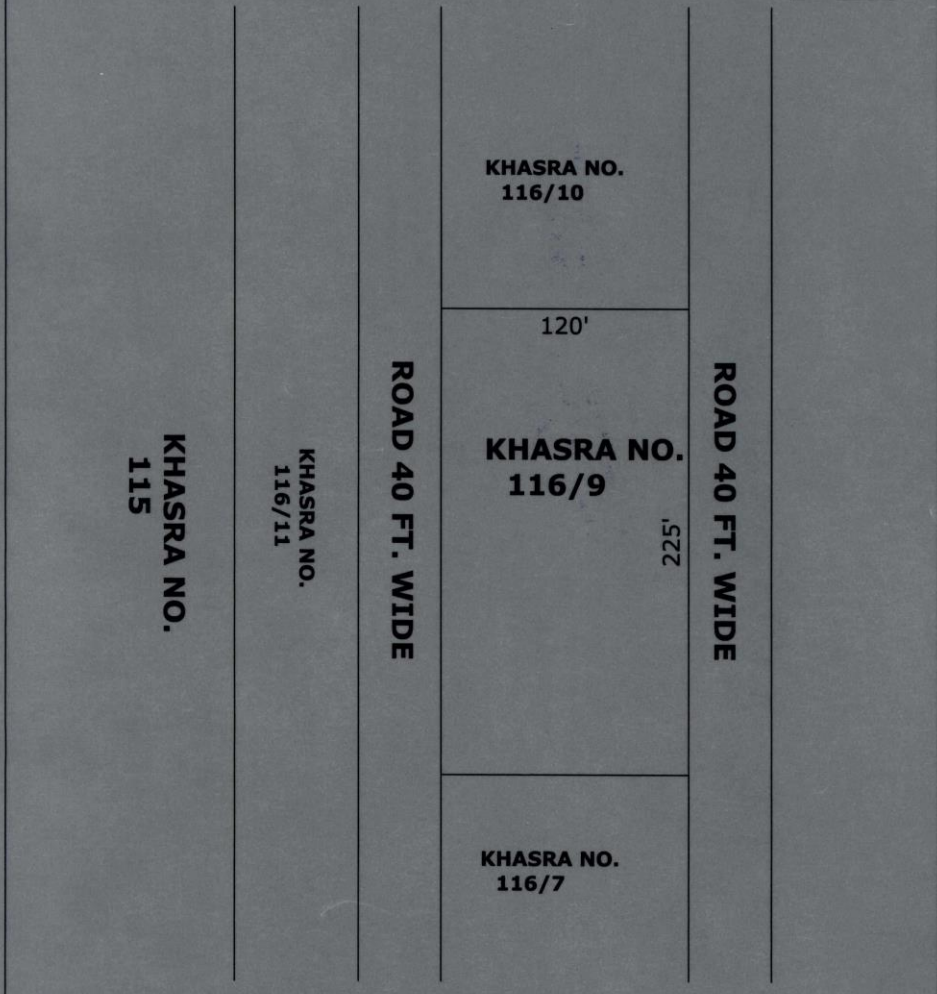 KHASRA NO.
116/10
120'
ROAD 40 FT. WIDE
ROAD 40 FT. WIDE
KHASRA NO.
115
KHASRA NO.
116/11
KHASRA NO.
116/9
225'
KHASRA NO.
116/7